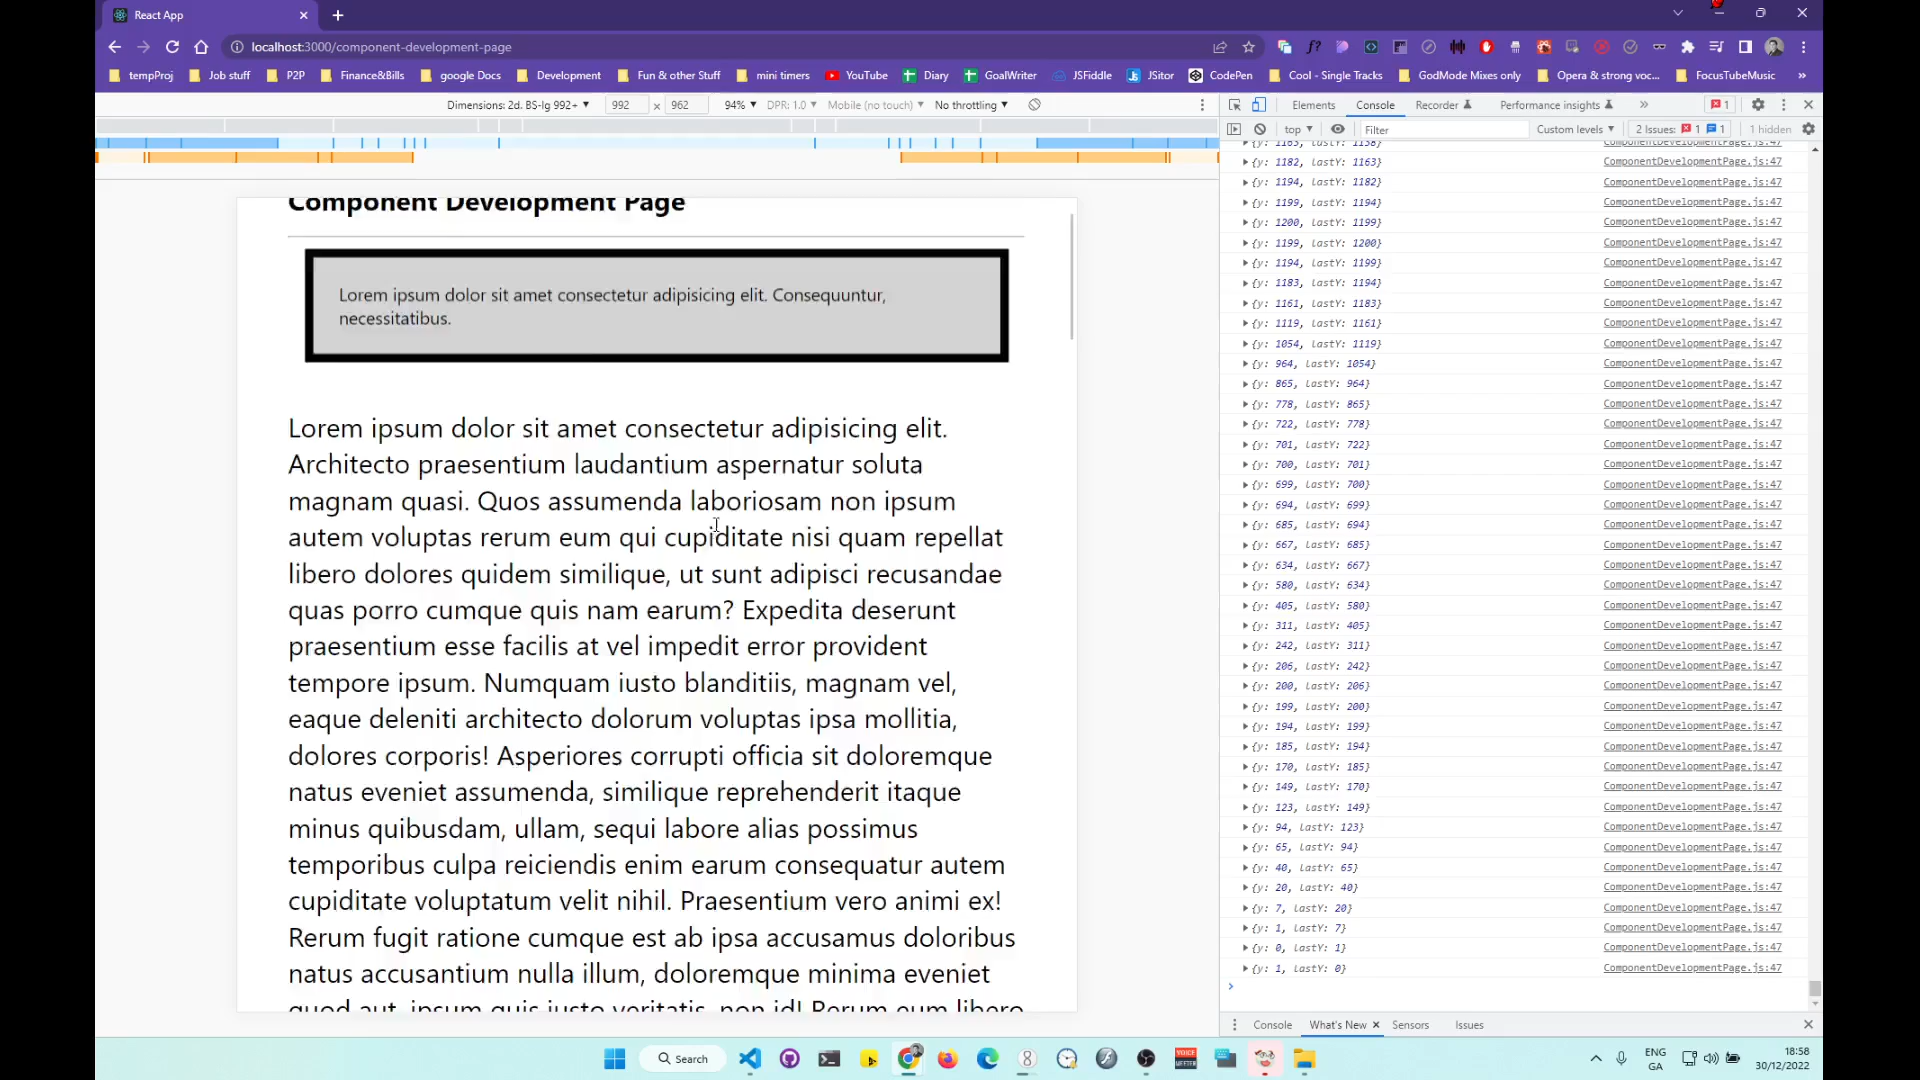 React App
localhost:3000/component-development-page
tempProj
Job stuff
P2P
Finance&Bills
google Docs
Development
Fun & other Stuff
mini timers
YouTube
Diary
GoalWriter
JSFiddle
JSitor
CodePen
Cool - Single Tracks
GodMode Mixes only
Opera & strong voc...
FocusTubeMusic
»
Dimensions: 2d. BS-lg 992+ ▼
992
x
962
94% ▼
DPR: 1.0 ▼
Mobile (no touch) ▼
No throttling ▼
Elements
Console
Recorder
Performance insights
»
1
top ▼
Filter
Custom levels ▼
2 Issues: 1 1
1 hidden
Component Development Page
Lorem ipsum dolor sit amet consectetur adipisicing elit. Consequuntur,
necessitatibus.
Lorem ipsum dolor sit amet consectetur adipisicing elit.
Architecto praesentium laudantium aspernatur soluta
magnam quasi. Quos assumenda laboriosam non ipsum
autem voluptas rerum eum qui cupiditate nisi quam repellat
libero dolores quidem similique, ut sunt adipisci recusandae
quas porro cumque quis nam earum? Expedita deserunt
praesentium esse facilis at vel impedit error provident
tempore ipsum. Numquam iusto blanditiis, magnam vel,
eaque deleniti architecto dolorum voluptas ipsa mollitia,
dolores corporis! Asperiores corrupti officia sit doloremque
natus eveniet assumenda, similique reprehenderit itaque
minus quibusdam, ullam, sequi labore alias possimus
temporibus culpa reiciendis enim earum consequatur autem
cupiditate voluptatum velit nihil. Praesentium vero animi ex!
Rerum fugit ratione cumque est ab ipsa accusamus doloribus
natus accusantium nulla illum, doloremque minima eveniet
quod aut, ipsum quis iusto veritatis, non id! Rerum eum libero
{y: 1163, lastY: 1138} ComponentDevelopmentPage.js:47
{y: 1182, lastY: 1163} ComponentDevelopmentPage.js:47
{y: 1194, lastY: 1182} ComponentDevelopmentPage.js:47
{y: 1199, lastY: 1194} ComponentDevelopmentPage.js:47
{y: 1200, lastY: 1199} ComponentDevelopmentPage.js:47
{y: 1199, lastY: 1200} ComponentDevelopmentPage.js:47
{y: 1194, lastY: 1199} ComponentDevelopmentPage.js:47
{y: 1183, lastY: 1194} ComponentDevelopmentPage.js:47
{y: 1161, lastY: 1183} ComponentDevelopmentPage.js:47
{y: 1119, lastY: 1161} ComponentDevelopmentPage.js:47
{y: 1054, lastY: 1119} ComponentDevelopmentPage.js:47
{y: 964, lastY: 1054} ComponentDevelopmentPage.js:47
{y: 865, lastY: 964} ComponentDevelopmentPage.js:47
{y: 778, lastY: 865} ComponentDevelopmentPage.js:47
{y: 722, lastY: 778} ComponentDevelopmentPage.js:47
{y: 701, lastY: 722} ComponentDevelopmentPage.js:47
{y: 700, lastY: 701} ComponentDevelopmentPage.js:47
{y: 699, lastY: 700} ComponentDevelopmentPage.js:47
{y: 694, lastY: 699} ComponentDevelopmentPage.js:47
{y: 685, lastY: 694} ComponentDevelopmentPage.js:47
{y: 667, lastY: 685} ComponentDevelopmentPage.js:47
{y: 634, lastY: 667} ComponentDevelopmentPage.js:47
{y: 580, lastY: 634} ComponentDevelopmentPage.js:47
{y: 405, lastY: 580} ComponentDevelopmentPage.js:47
{y: 311, lastY: 405} ComponentDevelopmentPage.js:47
{y: 242, lastY: 311} ComponentDevelopmentPage.js:47
{y: 206, lastY: 242} ComponentDevelopmentPage.js:47
{y: 200, lastY: 206} ComponentDevelopmentPage.js:47
{y: 199, lastY: 200} ComponentDevelopmentPage.js:47
{y: 194, lastY: 199} ComponentDevelopmentPage.js:47
{y: 185, lastY: 194} ComponentDevelopmentPage.js:47
{y: 170, lastY: 185} ComponentDevelopmentPage.js:47
{y: 149, lastY: 170} ComponentDevelopmentPage.js:47
{y: 123, lastY: 149} ComponentDevelopmentPage.js:47
{y: 94, lastY: 123} ComponentDevelopmentPage.js:47
{y: 65, lastY: 94} ComponentDevelopmentPage.js:47
{y: 40, lastY: 65} ComponentDevelopmentPage.js:47
{y: 20, lastY: 40} ComponentDevelopmentPage.js:47
{y: 7, lastY: 20} ComponentDevelopmentPage.js:47
{y: 1, lastY: 7} ComponentDevelopmentPage.js:47
{y: 0, lastY: 1} ComponentDevelopmentPage.js:47
{y: 1, lastY: 0} ComponentDevelopmentPage.js:47
Console
What's New
Sensors
Issues
Search
ENG
GA
18:58
30/12/2022